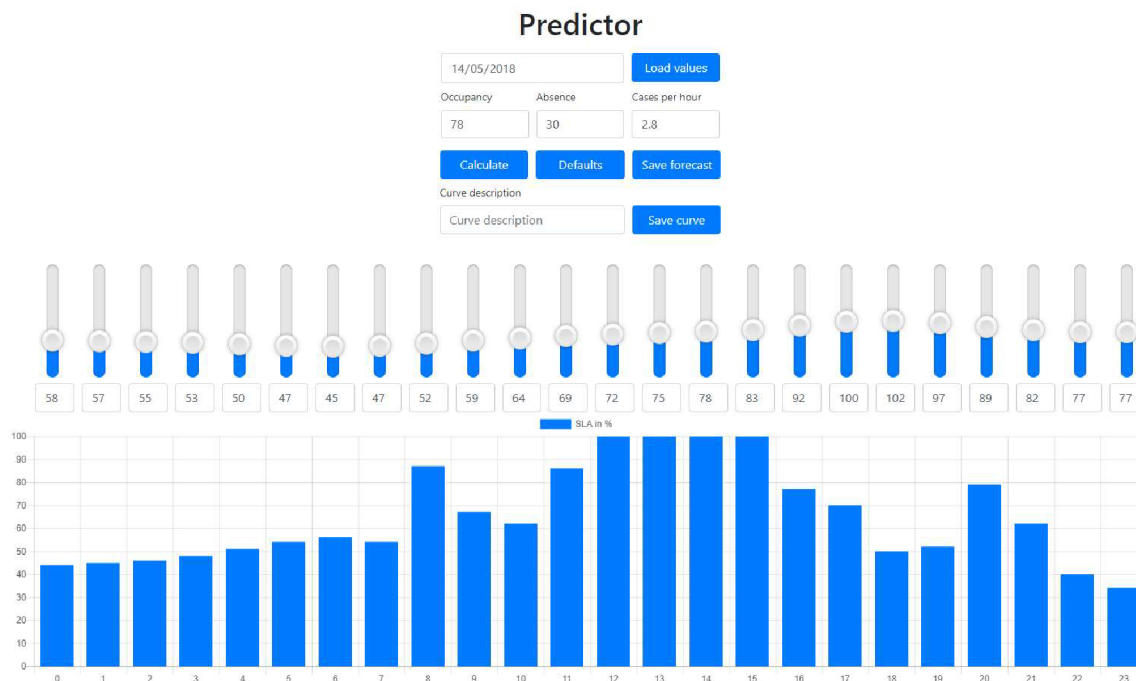 Predictor
14/05/2018 Load values
Occupancy Absence Cases per hour
78 30 2.8
Calculate Defaults Save forecast
Curve description
Curve description Save curve
58 57 55 53 50 47 45 47 52 59 64 69 72 75 78 83 92 100 102 97 89 82 77 77
SLA in %
100
90
80
70
60
50
40
30
20
10
0
0 1 2 3 4 5 6 7 8 9 10 11 12 13 14 15 16 17 18 19 20 21 22 23